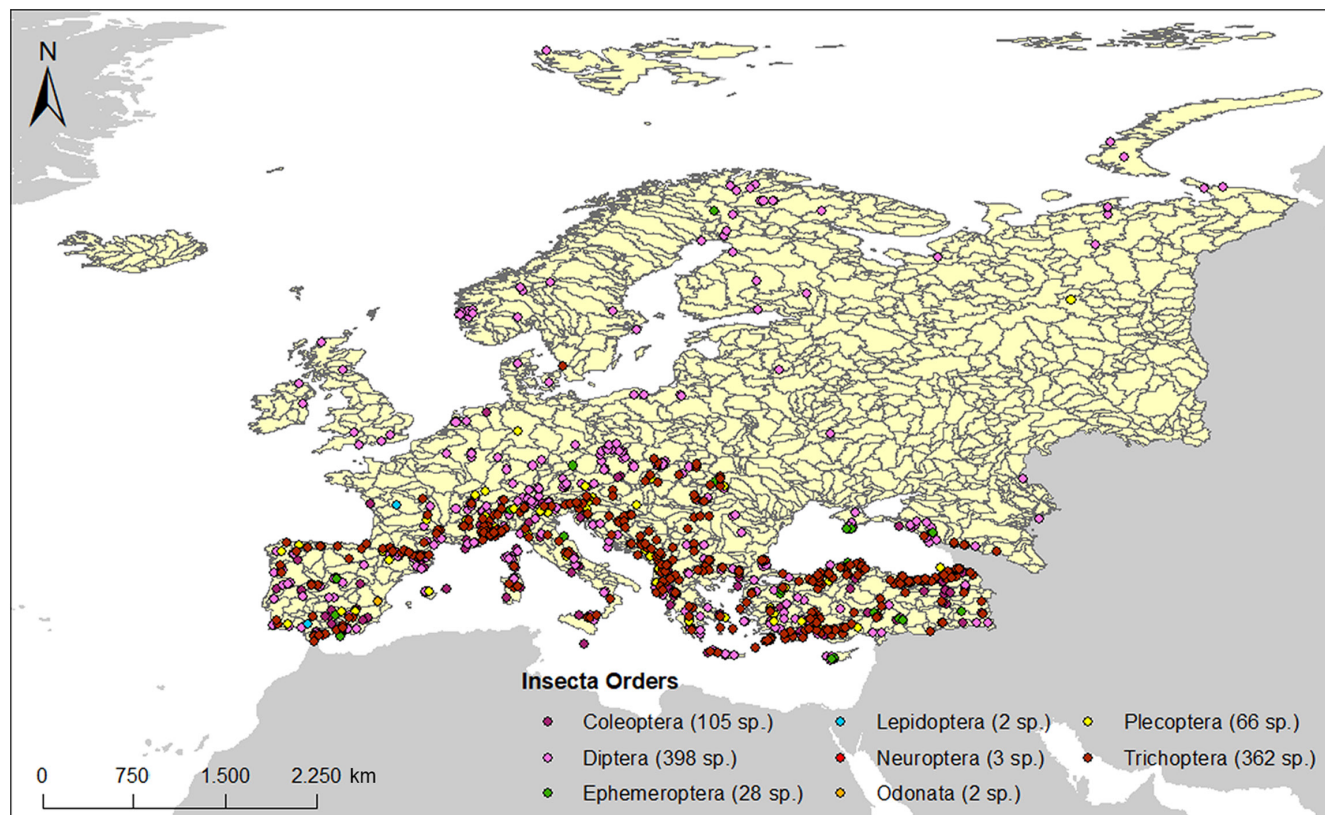 N
Insecta Orders
Coleoptera (105 sp.)
Lepidoptera (2 sp.)
Plecoptera (66 sp.)
Diptera (398 sp.)
Neuroptera (3 sp.)
Trichoptera (362 sp.)
Ephemeroptera (28 sp.)
Odonata (2 sp.)
0 750 1.500 2.250 km